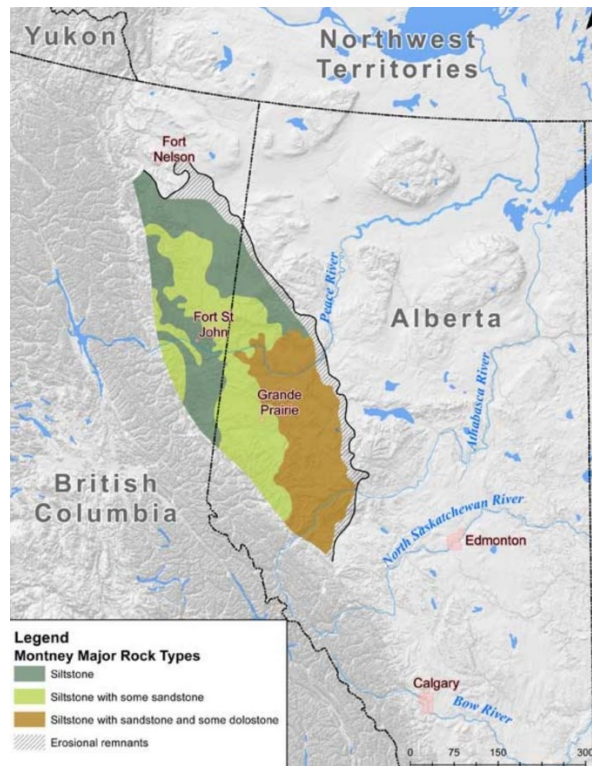 Yukon
Northwest
Territories
Fort
Nelson
Peace River
Fort St
John
Alberta
Grande
Prairie
Athabasca River
British
Columbia
North Saskatchewan River
Edmonton
Calgary
Bow River
Legend
Montney Major Rock Types
Siltstone
Siltstone with some sandstone
Siltstone with sandstone and some dolostone
Erosional remnants
0 75 150 300